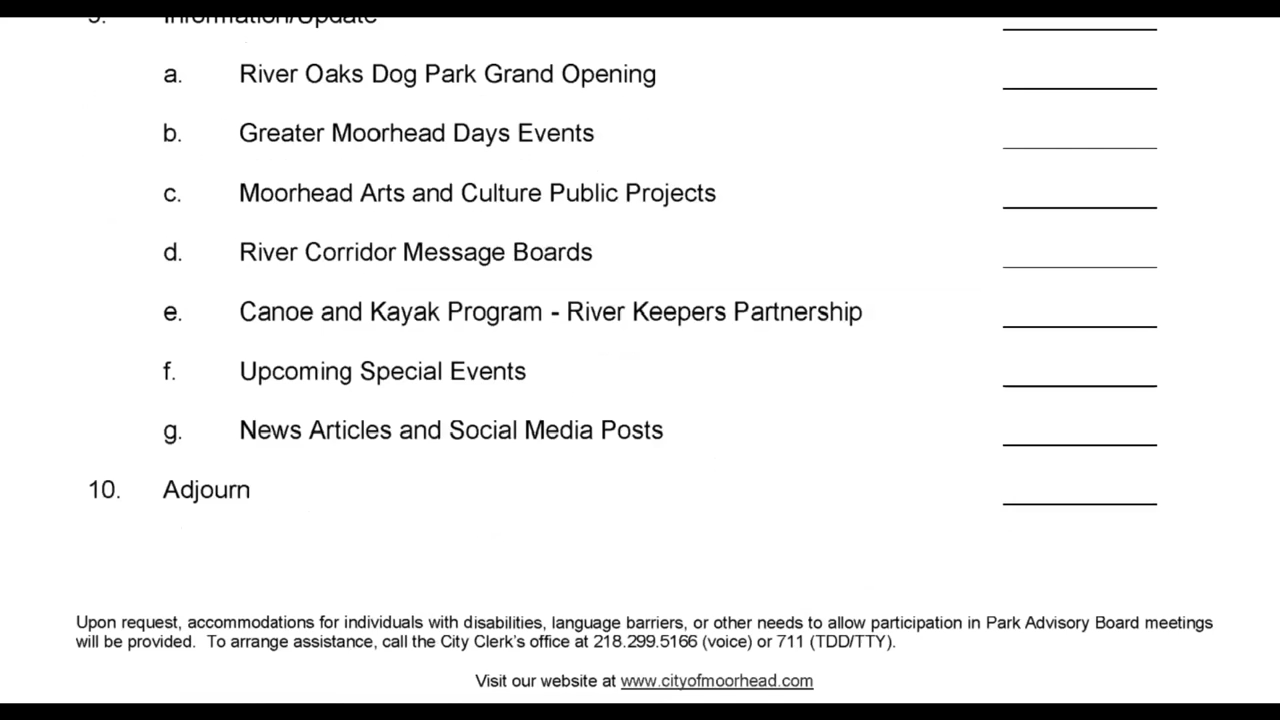 9. Information/Update
a. River Oaks Dog Park Grand Opening
b. Greater Moorhead Days Events
c. Moorhead Arts and Culture Public Projects
d. River Corridor Message Boards
e. Canoe and Kayak Program - River Keepers Partnership
f. Upcoming Special Events
g. News Articles and Social Media Posts
10. Adjourn
Upon request, accommodations for individuals with disabilities, language barriers, or other needs to allow participation in Park Advisory Board meetings
will be provided. To arrange assistance, call the City Clerk's office at 218.299.5166 (voice) or 711 (TDD/TTY).
Visit our website at www.cityofmoorhead.com